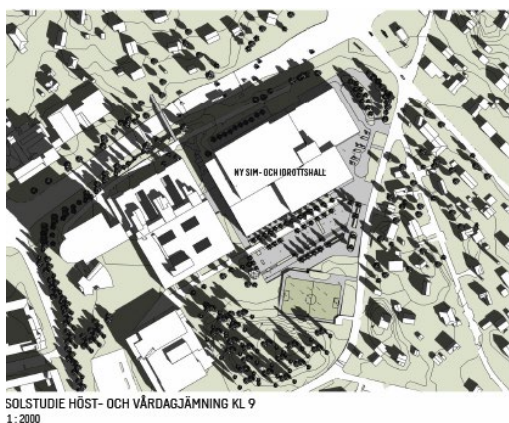 NY SIM- OCH IDROTTSHALL
SOLSTUDIE HÖST- OCH VÅRDAGJÄMNING KL 9
1 : 2000